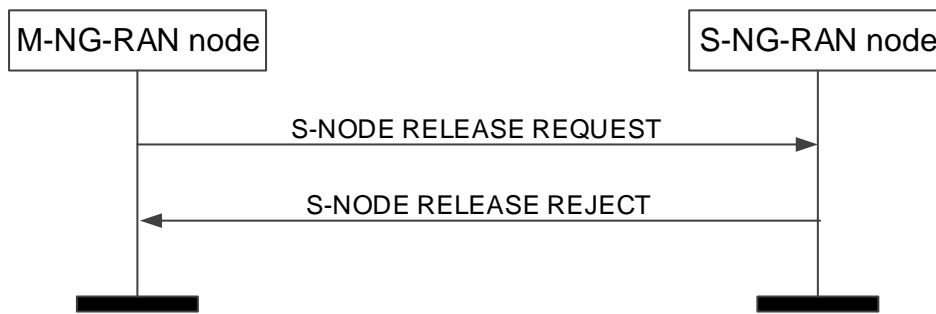 M-NG-RAN node
S-NG-RAN node
S-NODE RELEASE REQUEST
S-NODE RELEASE REJECT